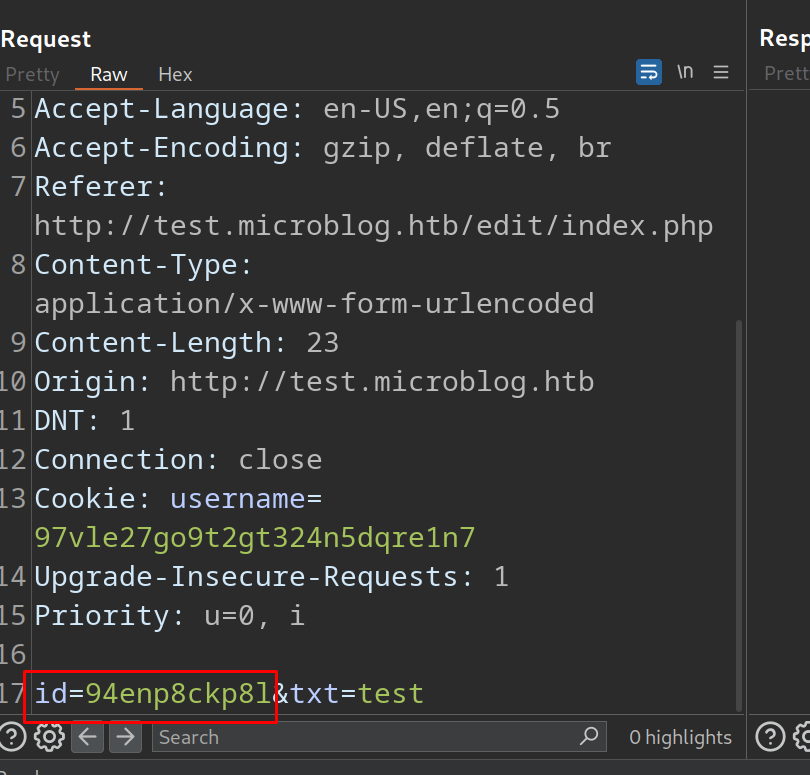 Request
Resp
Pretty Raw Hex \n ≡
Prett
5 Accept-Language: en-US,en;q=0.5
6 Accept-Encoding: gzip, deflate, br
7 Referer:
http://test.microblog.htb/edit/index.php
8 Content-Type:
application/x-www-form-urlencoded
9 Content-Length: 23
10 Origin: http://test.microblog.htb
11 DNT: 1
12 Connection: close
13 Cookie: username=
97vle27go9t2gt324n5dqre1n7
14 Upgrade-Insecure-Requests: 1
15 Priority: u=0, i
16
17 id=94enp8ckp8l&txt=test
Search 0 highlights